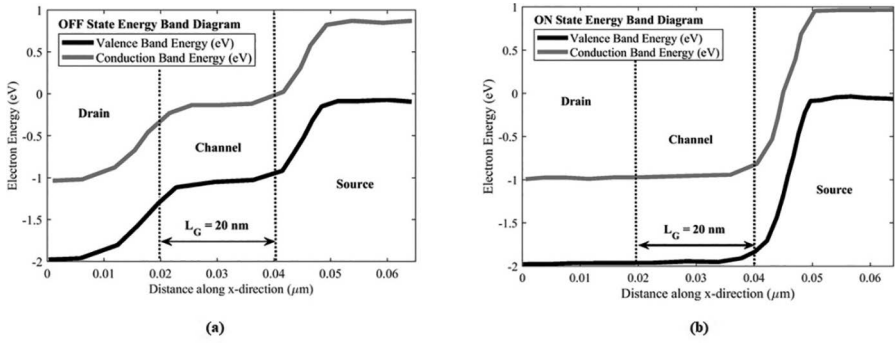 OFF State Energy Band Diagram
Valence Band Energy (eV)
Conduction Band Energy (eV)
Drain
Channel
Source
L_G = 20 nm
Electron Energy (eV)
1
0.5
0
-0.5
-1
-1.5
-2
0
0.01
0.02
0.03
0.04
0.05
0.06
Distance along x-direction (μm)
(a)
ON State Energy Band Diagram
Valence Band Energy (eV)
Conduction Band Energy (eV)
Drain
Channel
Source
L_G = 20 nm
Electron Energy (eV)
1
0.5
0
-0.5
-1
-1.5
-2
0
0.01
0.02
0.03
0.04
0.05
0.06
Distance along x-direction (μm)
(b)